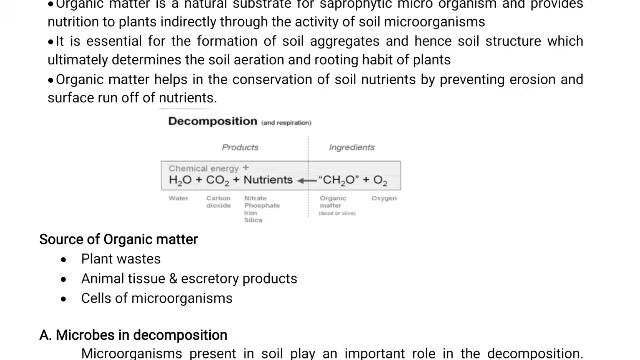 • Organic matter is a natural substrate for saprophytic micro organism and provides
nutrition to plants indirectly through the activity of soil microorganisms
• It is essential for the formation of soil aggregates and hence soil structure which
ultimately determines the soil aeration and rooting habit of plants
• Organic matter helps in the conservation of soil nutrients by preventing erosion and
surface run off of nutrients.
Decomposition (and respiration)
Products Ingredients
Chemical energy +
H₂O + CO₂ + Nutrients ← "CH₂O" + O₂
Water Carbon dioxide Nitrate Phosphate Iron Silica Organic matter (dead or alive) Oxygen
Source of Organic matter
• Plant wastes
• Animal tissue & escretory products
• Cells of microorganisms
A. Microbes in decomposition
Microorganisms present in soil play an important role in the decomposition.